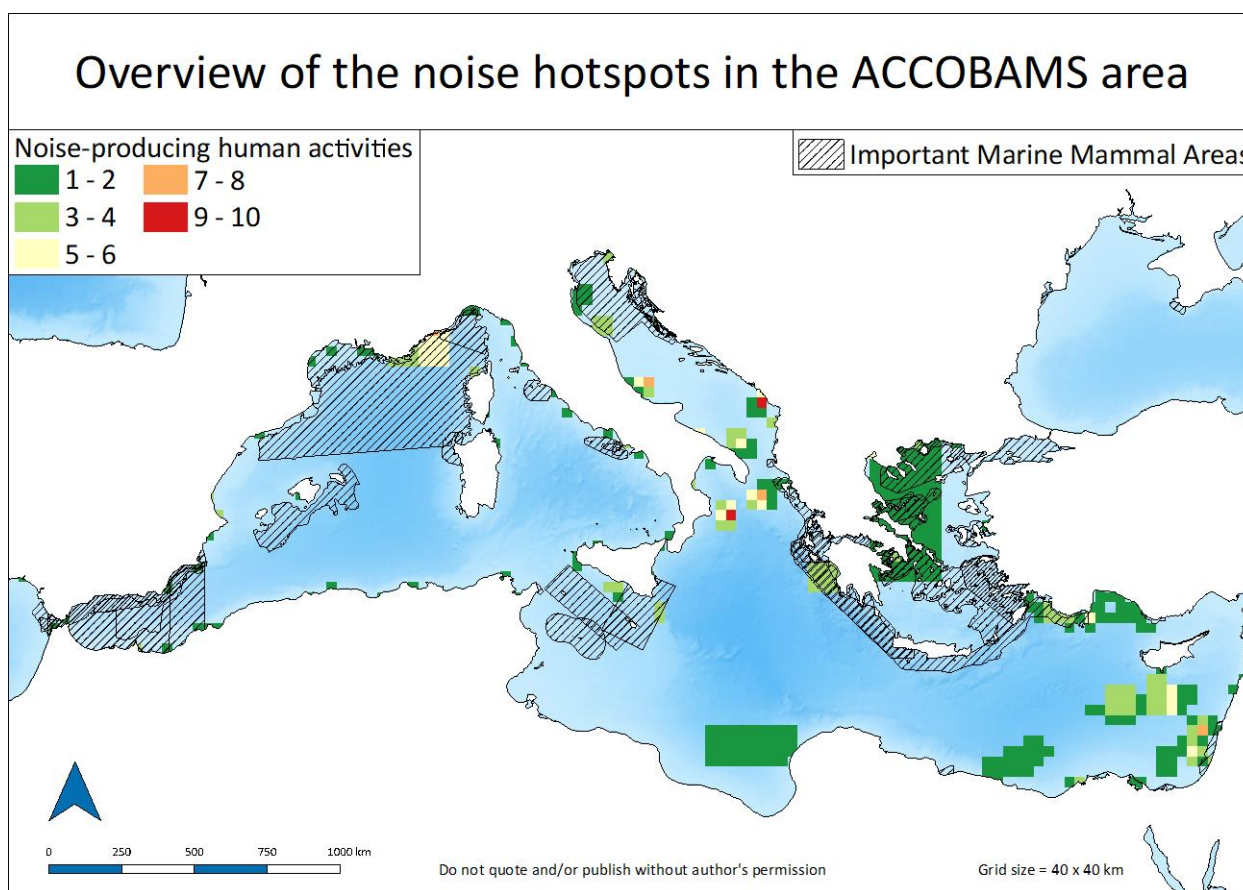 Overview of the noise hotspots in the ACCOBAMS area
Noise-producing human activities
1 - 2
7 - 8
3 - 4
9 - 10
5 - 6
Important Marine Mammal Areas
0 250 500 750 1000 km
Do not quote and/or publish without author's permission
Grid size = 40 x 40 km